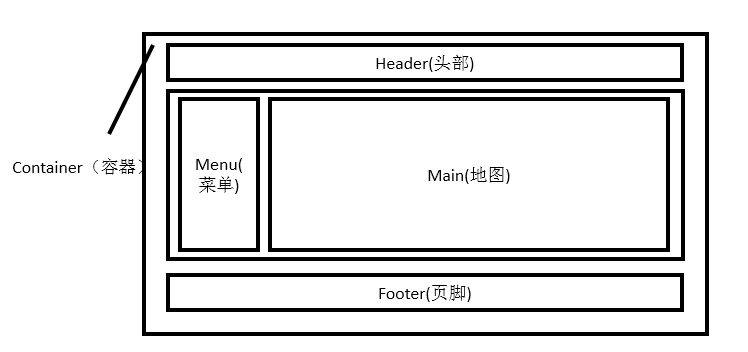 Header(头部)
Container（容器）
Menu(
菜单)
Main(地图)
Footer(页脚)